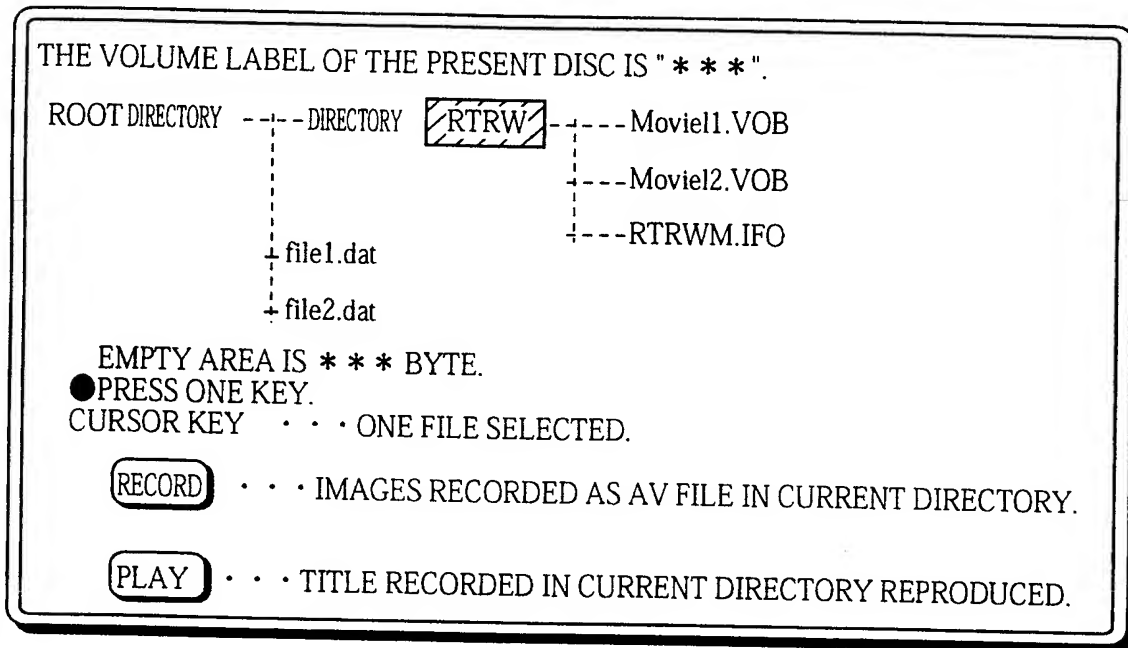 THE VOLUME LABEL OF THE PRESENT DISC IS "***".
ROOT DIRECTORY DIRECTORY RTRW Moviel1.VOB
Moviel2.VOB
RTRWM.IFO
file1.dat
file2.dat
EMPTY AREA IS *** BYTE.
●PRESS ONE KEY.
CURSOR KEY ・・・ONE FILE SELECTED.
RECORD ・・・IMAGES RECORDED AS AV FILE IN CURRENT DIRECTORY.
PLAY ・・・TITLE RECORDED IN CURRENT DIRECTORY REPRODUCED.